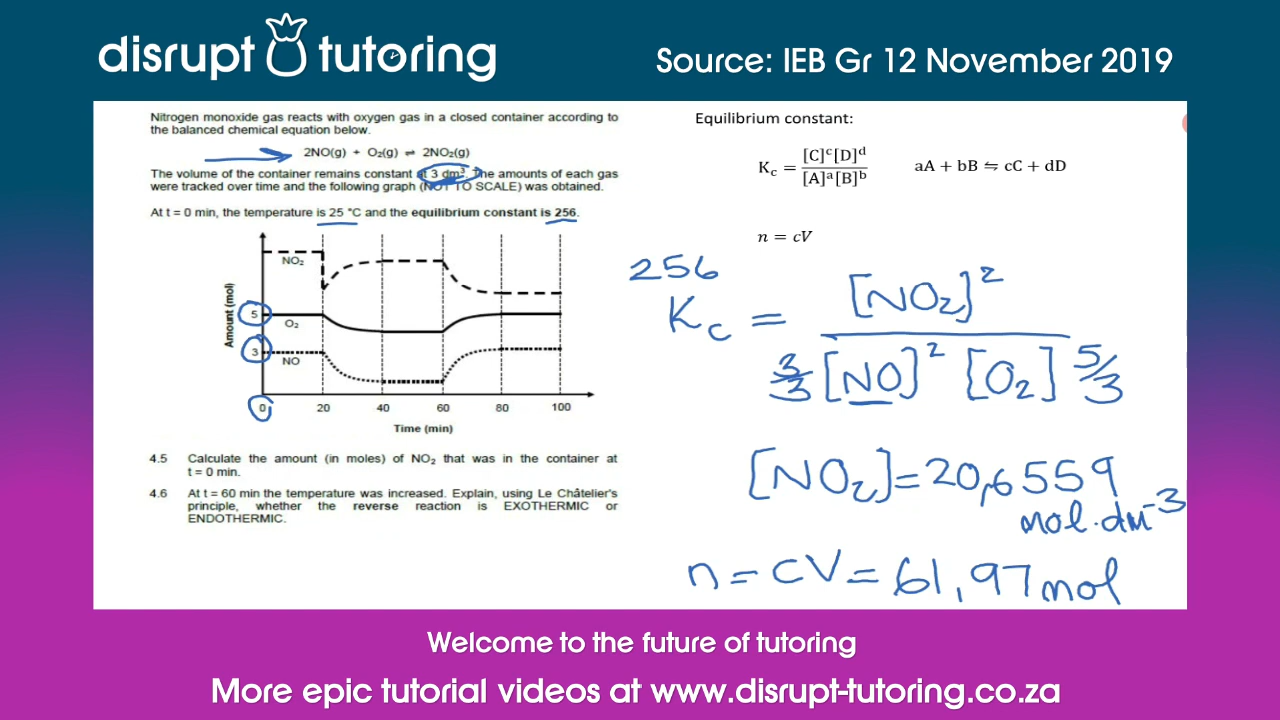 disrupt tutoring
Source: IEB Gr 12 November 2019
Nitrogen monoxide gas reacts with oxygen gas in a closed container according to
the balanced chemical equation below.
2NO(g) + O₂(g) ⇌ 2NO₂(g)
The volume of the container remains constant at 3 dm³. The amounts of each gas
were tracked over time and the following graph (NOT TO SCALE) was obtained.
At t = 0 min, the temperature is 25 °C and the equilibrium constant is 256.
Amount (mol)
NO₂
5
O₂
3
NO
0 20 40 60 80 100
Time (min)
4.5 Calculate the amount (in moles) of NO₂ that was in the container at
t = 0 min.
4.6 At t = 60 min the temperature was increased. Explain, using Le Châtelier's
principle, whether the reverse reaction is EXOTHERMIC or
ENDOTHERMIC.
Equilibrium constant:
K_c = [C]^c[D]^d / [A]^a[B]^b    aA + bB ⇋ cC + dD
n = cV
256
K_c = [NO₂]² / [NO]² [O₂]
3/3 5/3
[NO₂] = 20,6559
mol.dm⁻³
n = cV = 61,97 mol
Welcome to the future of tutoring
More epic tutorial videos at www.disrupt-tutoring.co.za